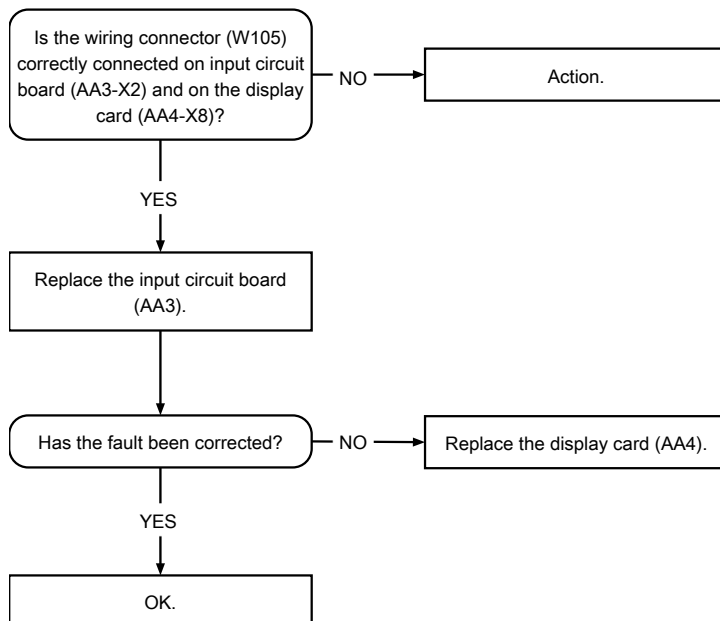 Is the wiring connector (W105)
correctly connected on input circuit
board (AA3-X2) and on the display
card (AA4-X8)?
NO
Action.
YES
Replace the input circuit board
(AA3).
Has the fault been corrected?
NO
Replace the display card (AA4).
YES
OK.